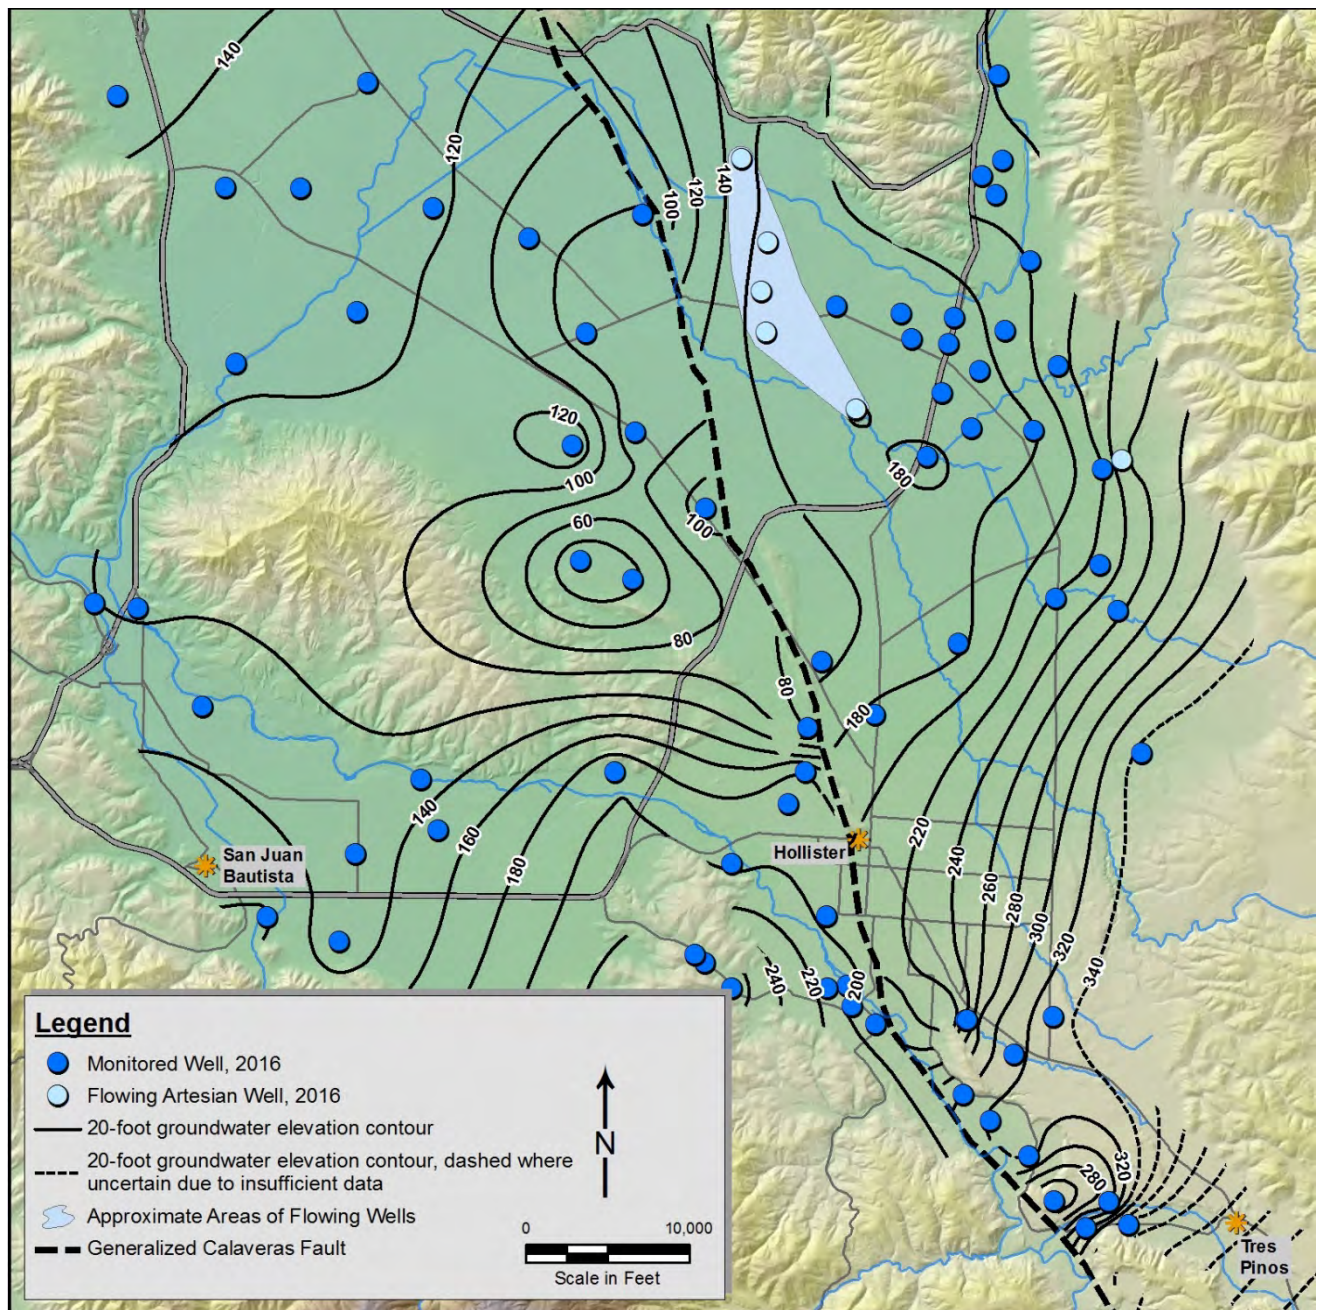 140
120
100
120
140
120
180
100
100
60
80
80
180
140
160
180
220
240
260
280
300
320
340
San Juan
Bautista
Hollister
240
220
200
320
280
Tres
Pinos
Legend
Monitored Well, 2016
Flowing Artesian Well, 2016
20-foot groundwater elevation contour
20-foot groundwater elevation contour, dashed where
uncertain due to insufficient data
Approximate Areas of Flowing Wells
Generalized Calaveras Fault
N
0 10,000
Scale in Feet